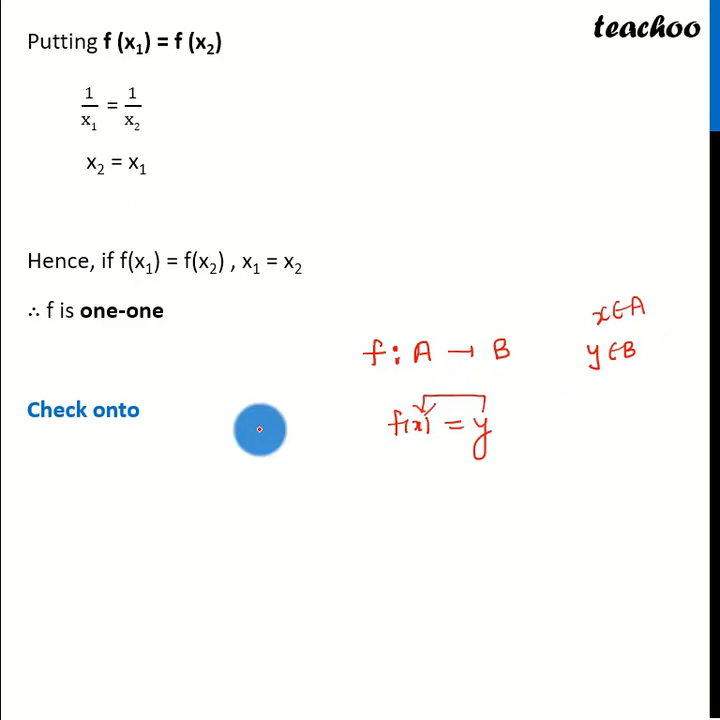 teachoo
Putting f (x₁) = f (x₂)
1/x₁ = 1/x₂
x₂ = x₁
Hence, if f(x₁) = f(x₂) , x₁ = x₂
∴ f is one-one
x∈A
f : A → B
y∈B
Check onto
f(x) = y